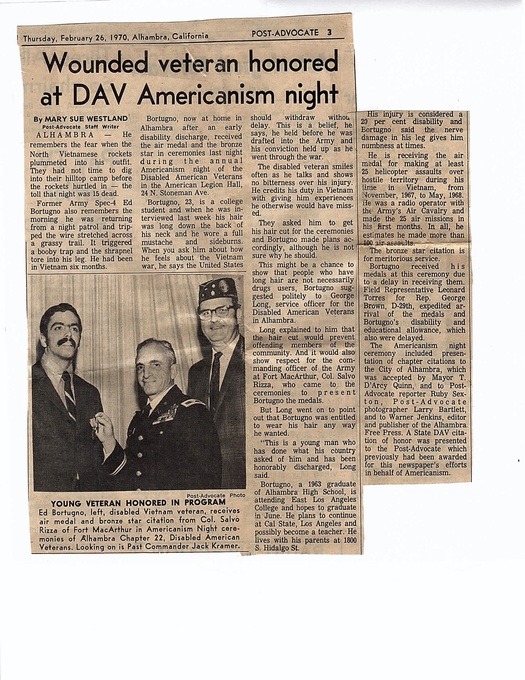 Thursday, February 26, 1970, Alhambra, California
POST-ADVOCATE 3
Wounded veteran honored
at DAV Americanism night
By MARY SUE WESTLAND
Post-Advocate Staff Writer
ALHAMBRA — He
remembers the fear when the
North Vietnamese rockets
plummeted into his outfit.
They had not time to dig
into their hilltop camp before
the rockets hurtled in — the
toll that night was 15 dead.
Former Army Spec-4 Ed
Bortugno also remembers the
morning he was returning
from a night patrol and trip-
ped the wire stretched across
a grassy trail. It triggered
a booby trap and the shrapnel
tore into his leg. He had been
in Vietnam six months.
Bortugno, now at home in
Alhambra after an early
disability discharge, received
the air medal and the bronze
star in ceremonies last night
during the annual
Americanism night of the
Disabled American Veterans
in the American Legion Hall,
24 N. Stoneman Ave.
Bortugno, 23, is a college
student and when he was in-
terviewed last week his hair
was long down the back of
his neck and he wore a full
mustache and sideburns.
When you ask him about how
he feels about the Vietnam
war, he says the United States
should withdraw without
delay. This is a belief, he
says, he held before he was
drafted into the Army and
his conviction held up as he
went through the war.
The disabled veteran smiles
often as he talks and shows
no bitterness over his injury.
He credits his duty in Vietnam
with giving him experiences
he otherwise would have miss-
ed.
They asked him to get
his hair cut for the ceremonies
and Bortugno made plans ac-
cordingly, although he is not
sure why he should.
This might be a chance
to show that people who have
long hair are not necessarily
drugs users, Bortugno sug-
gested politely to George
Long, service officer for the
Disabled American Veterans
in Alhambra.
Long explained to him that
the hair cut would prevent
offending members of the
community. And it would also
show respect for the com-
manding officer of the Army
at Fort MacArthur, Col. Salvo
Rizza, who came to the
ceremonies to present
Bortugno the medals.
But Long went on to point
out that Bortugno was entitled
to wear his hair any way
he wanted.
"This is a young man who
has done what his country
asked of him and has been
honorably discharged, Long
said.
Bortugno, a 1963 graduate
of Alhambra High School, is
attending East Los Angeles
College and hopes to graduate
in June. He plans to continue
at Cal State, Los Angeles and
possibly become a teacher. He
lives with his parents at 1800
S. Hidalgo St.
His injury is considered a
23 per cent disability and
Bortugno said the nerve
damage in his leg gives him
numbness at times.
He is receiving the air
medal for making at least
25 helicopter assaults over
hostile territory during his
time in Vietnam, from
November, 1967, to May, 1968.
He was a radio operator with
the Army's Air Cavalry and
made the 25 air missions in
his first months. In all, he
estimates he made more than
100 air assaults.
The bronze star citation is
for meritorious service.
Bortugno received his
medals at this ceremony due
to a delay in receiving them.
Field Representative Leonard
Torres for Rep. George
Brown, D-29th, expedited ar-
rival of the medals and
Bortugno's disability and
educational allowance, which
also were delayed.
The Americanism night
ceremony included presen-
tation of chapter citations to
the City of Alhambra, which
was accepted by Mayor T.
D'Arcy Quinn, and to Post-
Advocate reporter Ruby Sex-
ton, Post-Advocate
photographer Larry Bartlett,
and to Warner Jenkins, editor
and publisher of the Alhambra
Free Press. A State DAV cita-
tion of honor was presented
to the Post-Advocate which
previously had been awarded
for this newspaper's efforts
in behalf of Americanism.
Post-Advocate Photo
YOUNG VETERAN HONORED IN PROGRAM
Ed Bortugno, left, disabled Vietnam veteran, receives
air medal and bronze star citation from Col. Salvo
Rizza of Fort MacArthur in Americanism Night cere-
monies of Alhambra Chapter 22, Disabled American
Veterans. Looking on is Past Commander Jack Kramer.